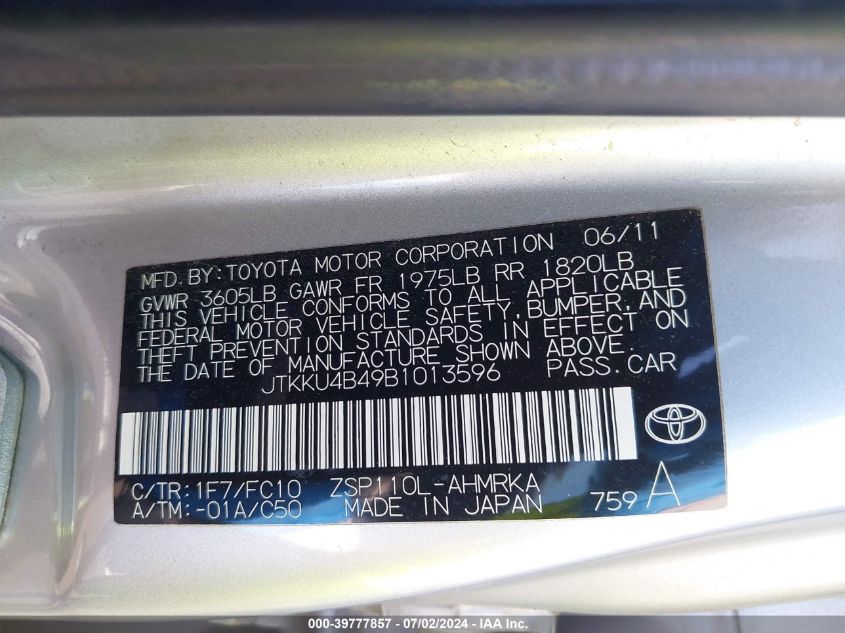 MFD. BY: TOYOTA MOTOR CORPORATION 06/11
GVWR 3605LB GAWR FR 1975LB RR 1820LB
THIS VEHICLE CONFORMS TO ALL APPLICABLE
FEDERAL MOTOR VEHICLE SAFETY, BUMPER, AND
THEFT PREVENTION STANDARDS IN EFFECT ON
THE DATE OF MANUFACTURE SHOWN ABOVE.
JTKKU4B49B1013596 PASS. CAR
C/TR: 1F7/FC10 ZSP110L-AHMRKA
A/TM: -01A/C50 MADE IN JAPAN 759 A
000-39777857 - 07/02/2024 - IAA Inc.